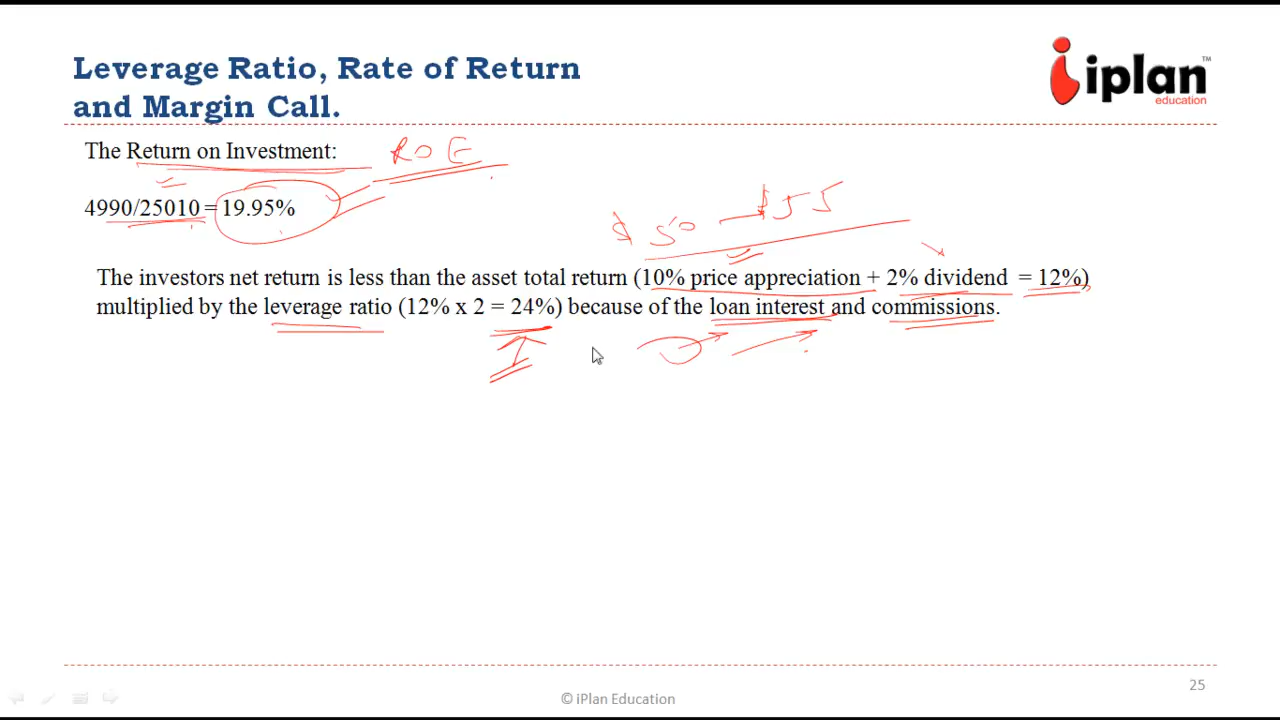 Leverage Ratio, Rate of Return
and Margin Call.
iplan
TM
education
The Return on Investment:
ROE
4990/25010 = 19.95%
$50 $55
The investors net return is less than the asset total return (10% price appreciation + 2% dividend = 12%)
multiplied by the leverage ratio (12% x 2 = 24%) because of the loan interest and commissions.
I
© iPlan Education
25